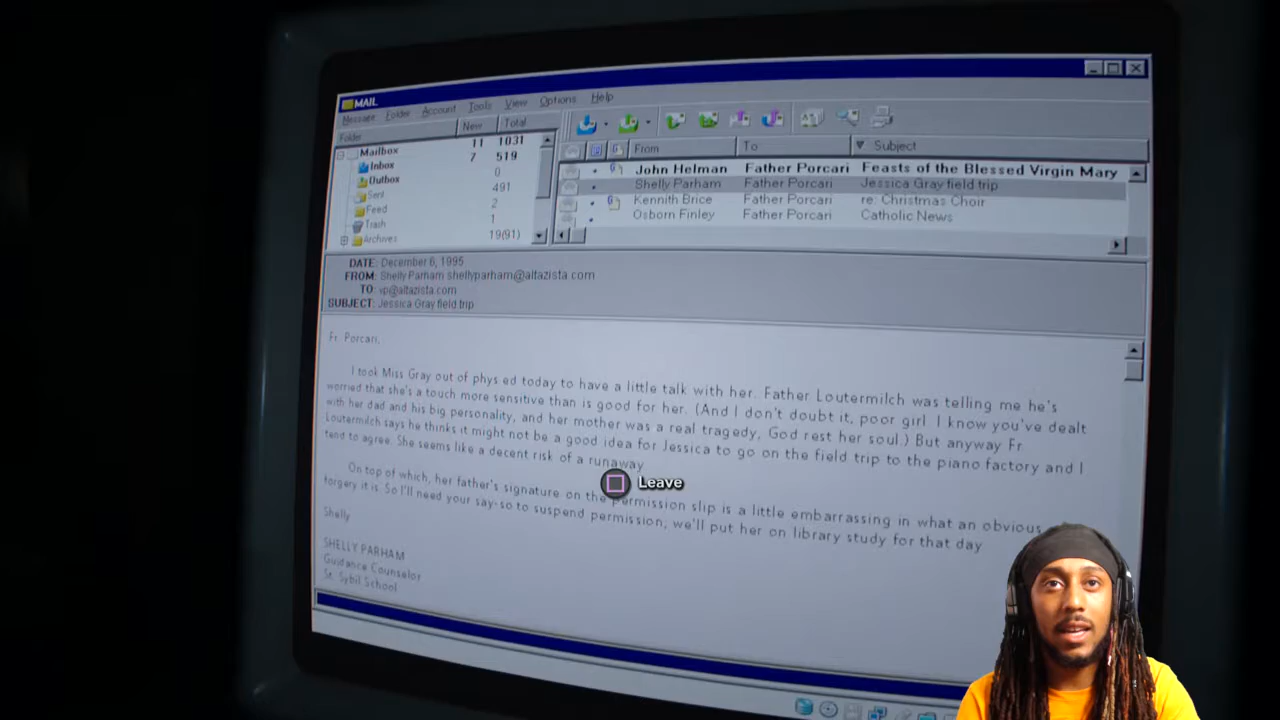 MAIL
Message Folder Account Tools View Options Help
Folder New Total
Mailbox 11 1031
Inbox 7 519
Outbox 0
Sent 491
Feed 2
Trash 1
Archives 19(91)
From To Subject
John Helman Father Porcari Feasts of the Blessed Virgin Mary
Shelly Parham Father Porcari Jessica Gray field trip
Kennith Brice Father Porcari re: Christmas Choir
Osborn Finley Father Porcari Catholic News
DATE: December 6, 1995
FROM: Shelly Parham shellyparham@altazista.com
TO: vp@altazista.com
SUBJECT: Jessica Gray field trip
Fr. Porcari,
I took Miss Gray out of phys ed today to have a little talk with her. Father Loutermilch was telling me he's
worried that she's a touch more sensitive than is good for her. (And I don't doubt it, poor girl. I know you've dealt
with her dad and his big personality, and her mother was a real tragedy, God rest her soul.) But anyway Fr
Loutermilch says he thinks it might not be a good idea for Jessica to go on the field trip to the piano factory and I
tend to agree. She seems like a decent risk of a runaway
On top of which, her father's signature on the permission slip is a little embarrassing in what an obvious
forgery it is. So I'll need your say-so to suspend permission; we'll put her on library study for that day
Leave
Shelly
SHELLY PARHAM
Guidance Counselor
St. Sybil School